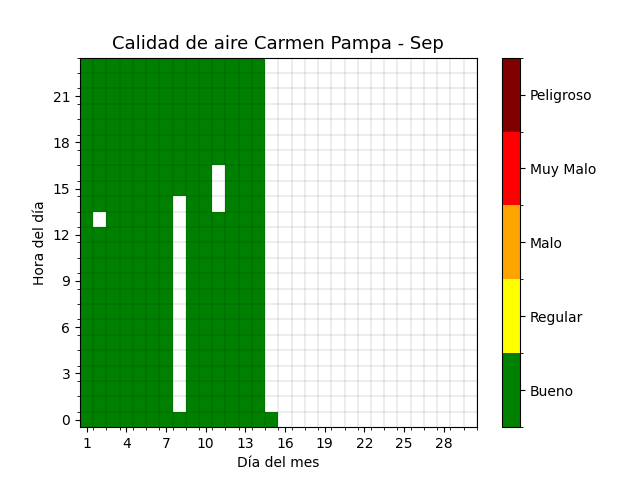 Calidad de aire Carmen Pampa - Sep
Hora del día
21
18
15
12
9
6
3
0
1 4 7 10 13 16 19 22 25 28
Día del mes
Peligroso
Muy Malo
Malo
Regular
Bueno